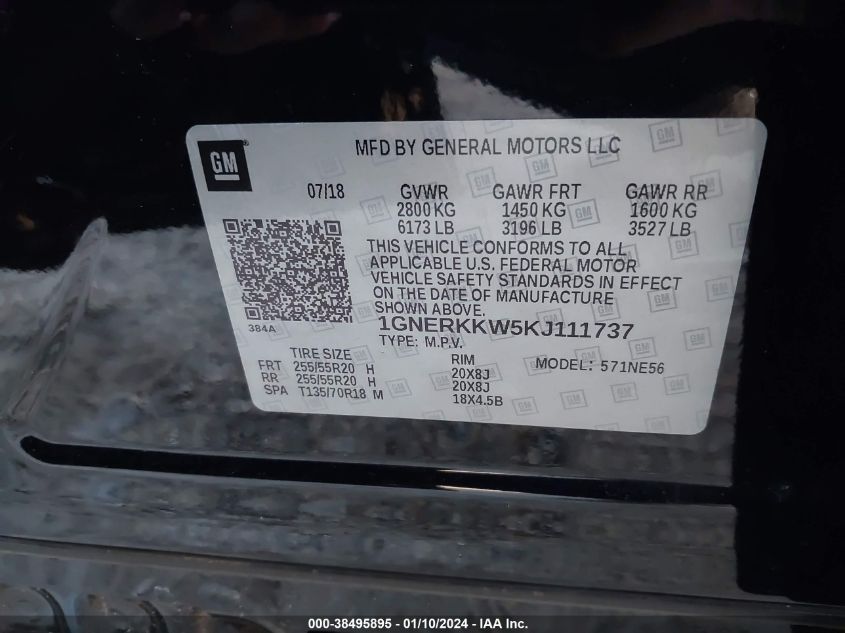 GM
MFD BY GENERAL MOTORS LLC
07/18 GVWR GAWR FRT GAWR RR
2800 KG 1450 KG 1600 KG
6173 LB 3196 LB 3527 LB
THIS VEHICLE CONFORMS TO ALL
APPLICABLE U.S. FEDERAL MOTOR
VEHICLE SAFETY STANDARDS IN EFFECT
ON THE DATE OF MANUFACTURE
SHOWN ABOVE.
384A
1GNERKKW5KJ111737
TYPE: M.P.V.
TIRE SIZE RIM MODEL: 571NE56
FRT 255/55R20 H 20X8J
RR 255/55R20 H 20X8J
SPA T135/70R18 M 18X4.5B
000-38495895 - 01/10/2024 - IAA Inc.